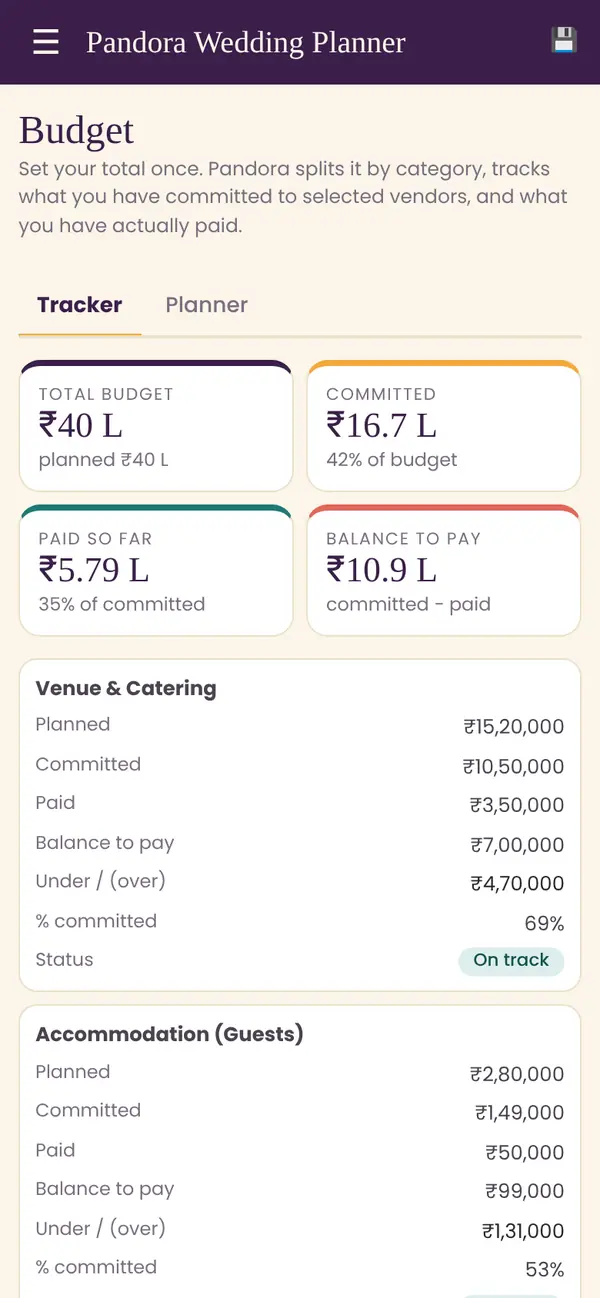 Pandora Wedding Planner
Budget
Set your total once. Pandora splits it by category, tracks
what you have committed to selected vendors, and what
you have actually paid.
Tracker
Planner
TOTAL BUDGET
₹40 L
planned ₹40 L
COMMITTED
₹16.7 L
42% of budget
PAID SO FAR
₹5.79 L
35% of committed
BALANCE TO PAY
₹10.9 L
committed - paid
Venue & Catering
Planned ₹15,20,000
Committed ₹10,50,000
Paid ₹3,50,000
Balance to pay ₹7,00,000
Under / (over) ₹4,70,000
% committed 69%
Status On track
Accommodation (Guests)
Planned ₹2,80,000
Committed ₹1,49,000
Paid ₹50,000
Balance to pay ₹99,000
Under / (over) ₹1,31,000
% committed 53%